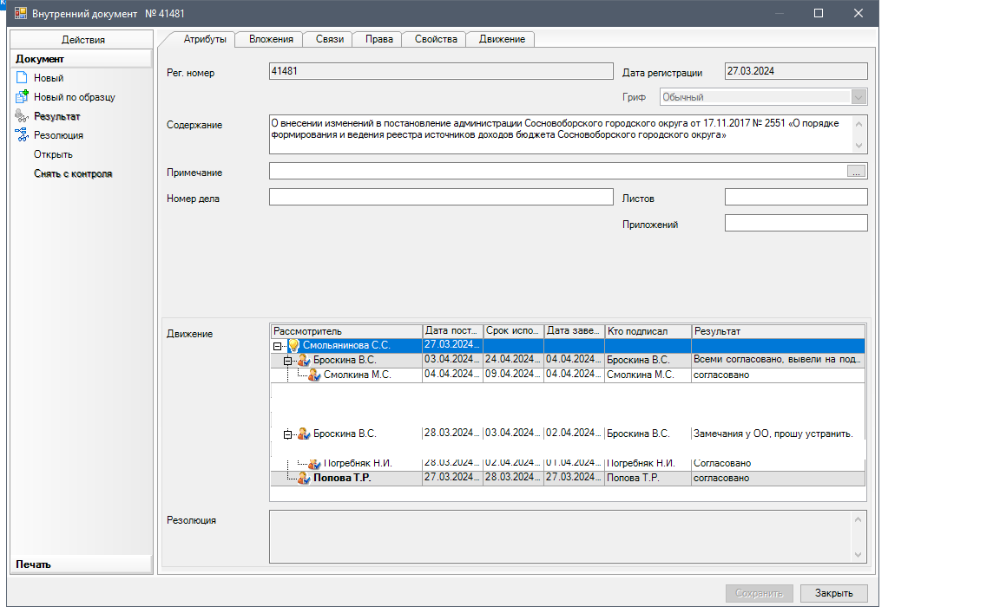 Внутренний документ № 41481
Действия
Документ
Новый
Новый по образцу
Результат
Резолюция
Открыть
Снять с контроля
Печать
Атрибуты Вложения Связи Права Свойства Движение
Рег. номер 41481 Дата регистрации 27.03.2024
Гриф Обычный
Содержание О внесении изменений в постановление администрации Сосновоборского городского округа от 17.11.2017 № 2551 «О порядке
формирования и ведения реестра источников доходов бюджета Сосновоборского городского округа»
Примечание ...
Номер дела Листов
Приложений
Движение
Рассмотритель Дата пост... Срок испо... Дата заве... Кто подписал Результат
Смольянинова С.С. 27.03.2024...
Броскина В.С. 03.04.2024... 24.04.2024... 04.04.2024... Броскина В.С. Всеми согласовано, вывели на под...
Смолкина М.С. 04.04.2024... 09.04.2024... 04.04.2024... Смолкина М.С. согласовано
Броскина В.С. 28.03.2024... 03.04.2024... 02.04.2024... Броскина В.С. Замечания у ОО, прошу устранить.
Погребняк Н.И. 28.03.2024... 02.04.2024... 01.04.2024... Погребняк Н.И. Согласовано
Попова Т.Р. 27.03.2024... 28.03.2024... 27.03.2024... Попова Т.Р. согласовано
Резолюция
Сохранить Закрыть